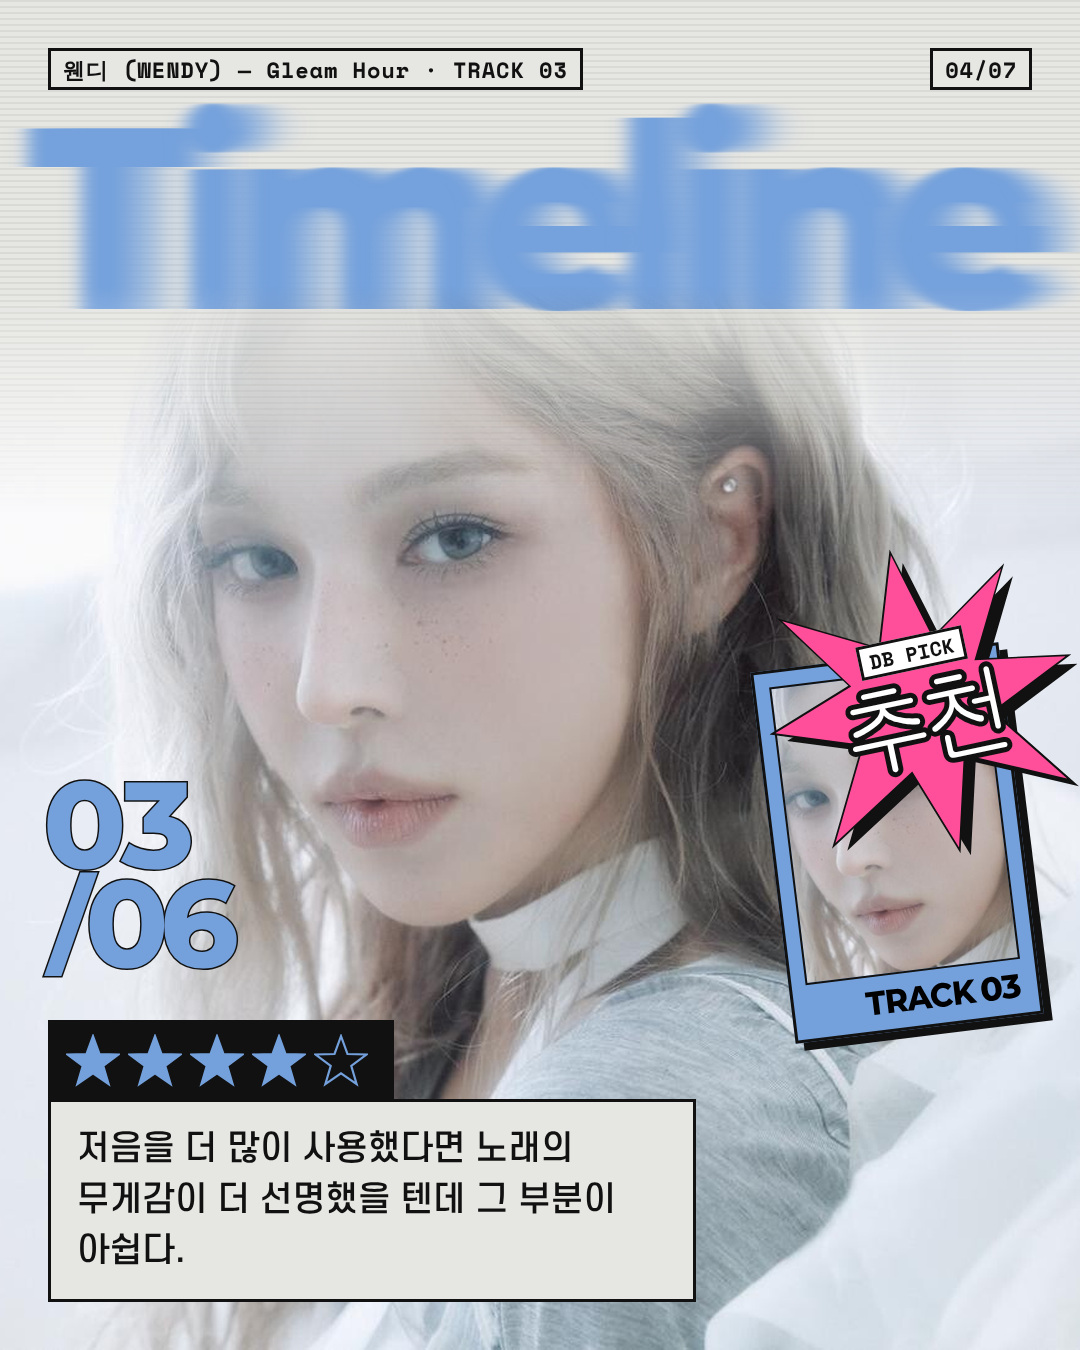 웬디 (WENDY) — Gleam Hour · TRACK 03
04/07
Timeline
DB PICK
추천
03
/06
TRACK 03
저음을 더 많이 사용했다면 노래의
무게감이 더 선명했을 텐데 그 부분이
아쉽다.